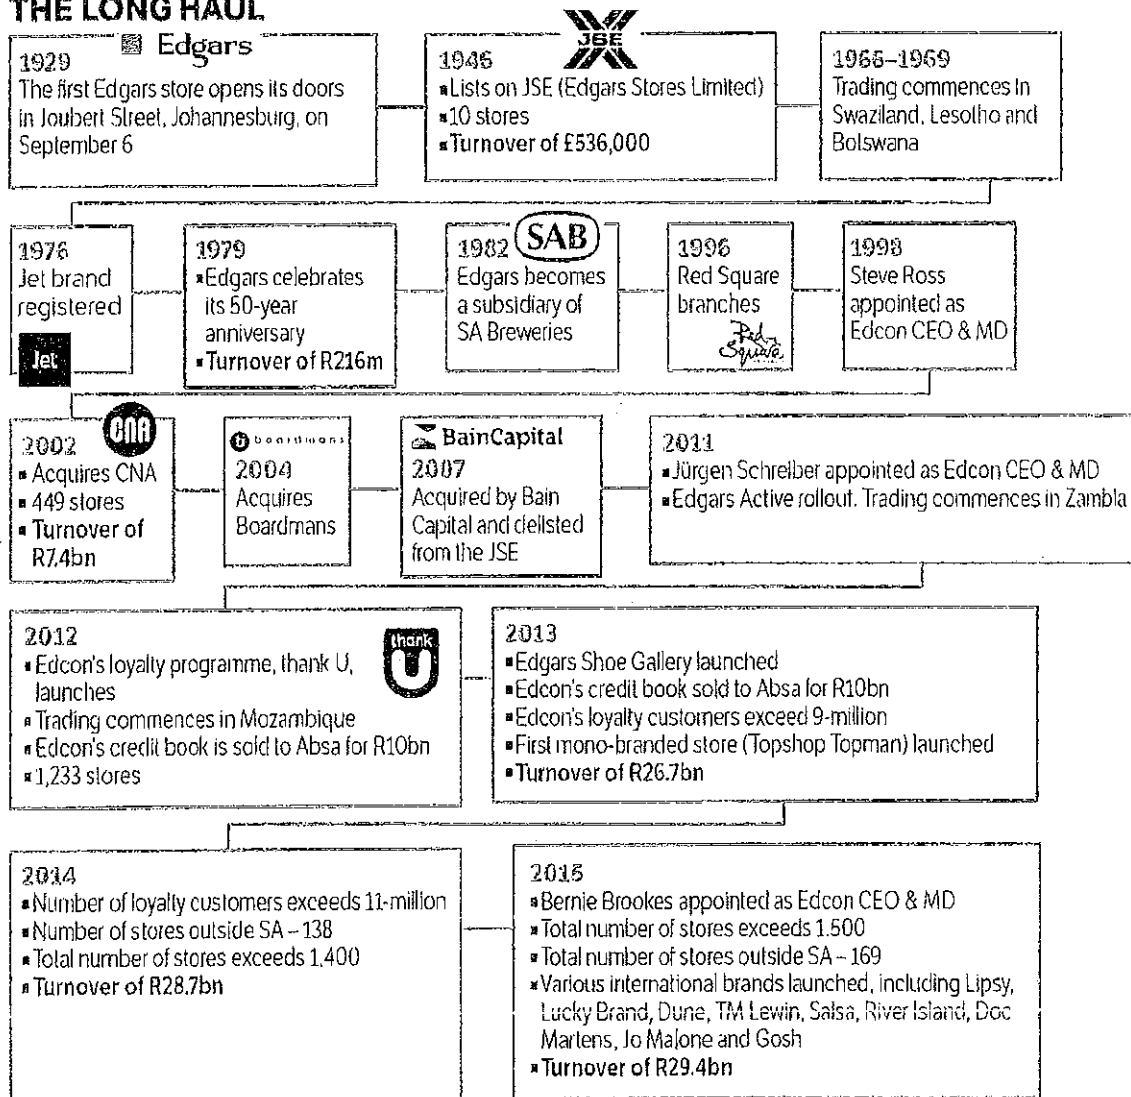 THE LONG HAUL
Edgars
1929
The first Edgars store opens its doors
in Joubert Street, Johannesburg, on
September 6
JSE
1946
Lists on JSE (Edgars Stores Limited)
10 stores
Turnover of £536,000
1966–1969
Trading commences in
Swaziland, Lesotho and
Botswana
1976
Jet brand
registered
Jet
1979
Edgars celebrates
its 50-year
anniversary
Turnover of R216m
SAB
1982
Edgars becomes
a subsidiary of
SA Breweries
1996
Red Square
branches
Red
Square
1998
Steve Ross
appointed as
Edcon CEO & MD
CNA
2002
Acquires CNA
449 stores
Turnover of
R7.4bn
boardmans
2004
Acquires
Boardmans
BainCapital
2007
Acquired by Bain
Capital and delisted
from the JSE
2011
Jürgen Schreiber appointed as Edcon CEO & MD
Edgars Active rollout. Trading commences in Zambia
thank
U
2012
Edcon's loyalty programme, thank U,
launches
Trading commences in Mozambique
Edcon's credit book is sold to Absa for R10bn
1,233 stores
2013
Edgars Shoe Gallery launched
Edcon's credit book sold to Absa for R10bn
Edcon's loyalty customers exceed 9-million
First mono-branded store (Topshop Topman) launched
Turnover of R26.7bn
2014
Number of loyalty customers exceeds 11-million
Number of stores outside SA – 138
Total number of stores exceeds 1,400
Turnover of R28.7bn
2015
Bernie Brookes appointed as Edcon CEO & MD
Total number of stores exceeds 1,500
Total number of stores outside SA – 169
Various international brands launched, including Lipsy,
Lucky Brand, Dune, TM Lewin, Salsa, River Island, Doc
Martens, Jo Malone and Gosh
Turnover of R29.4bn